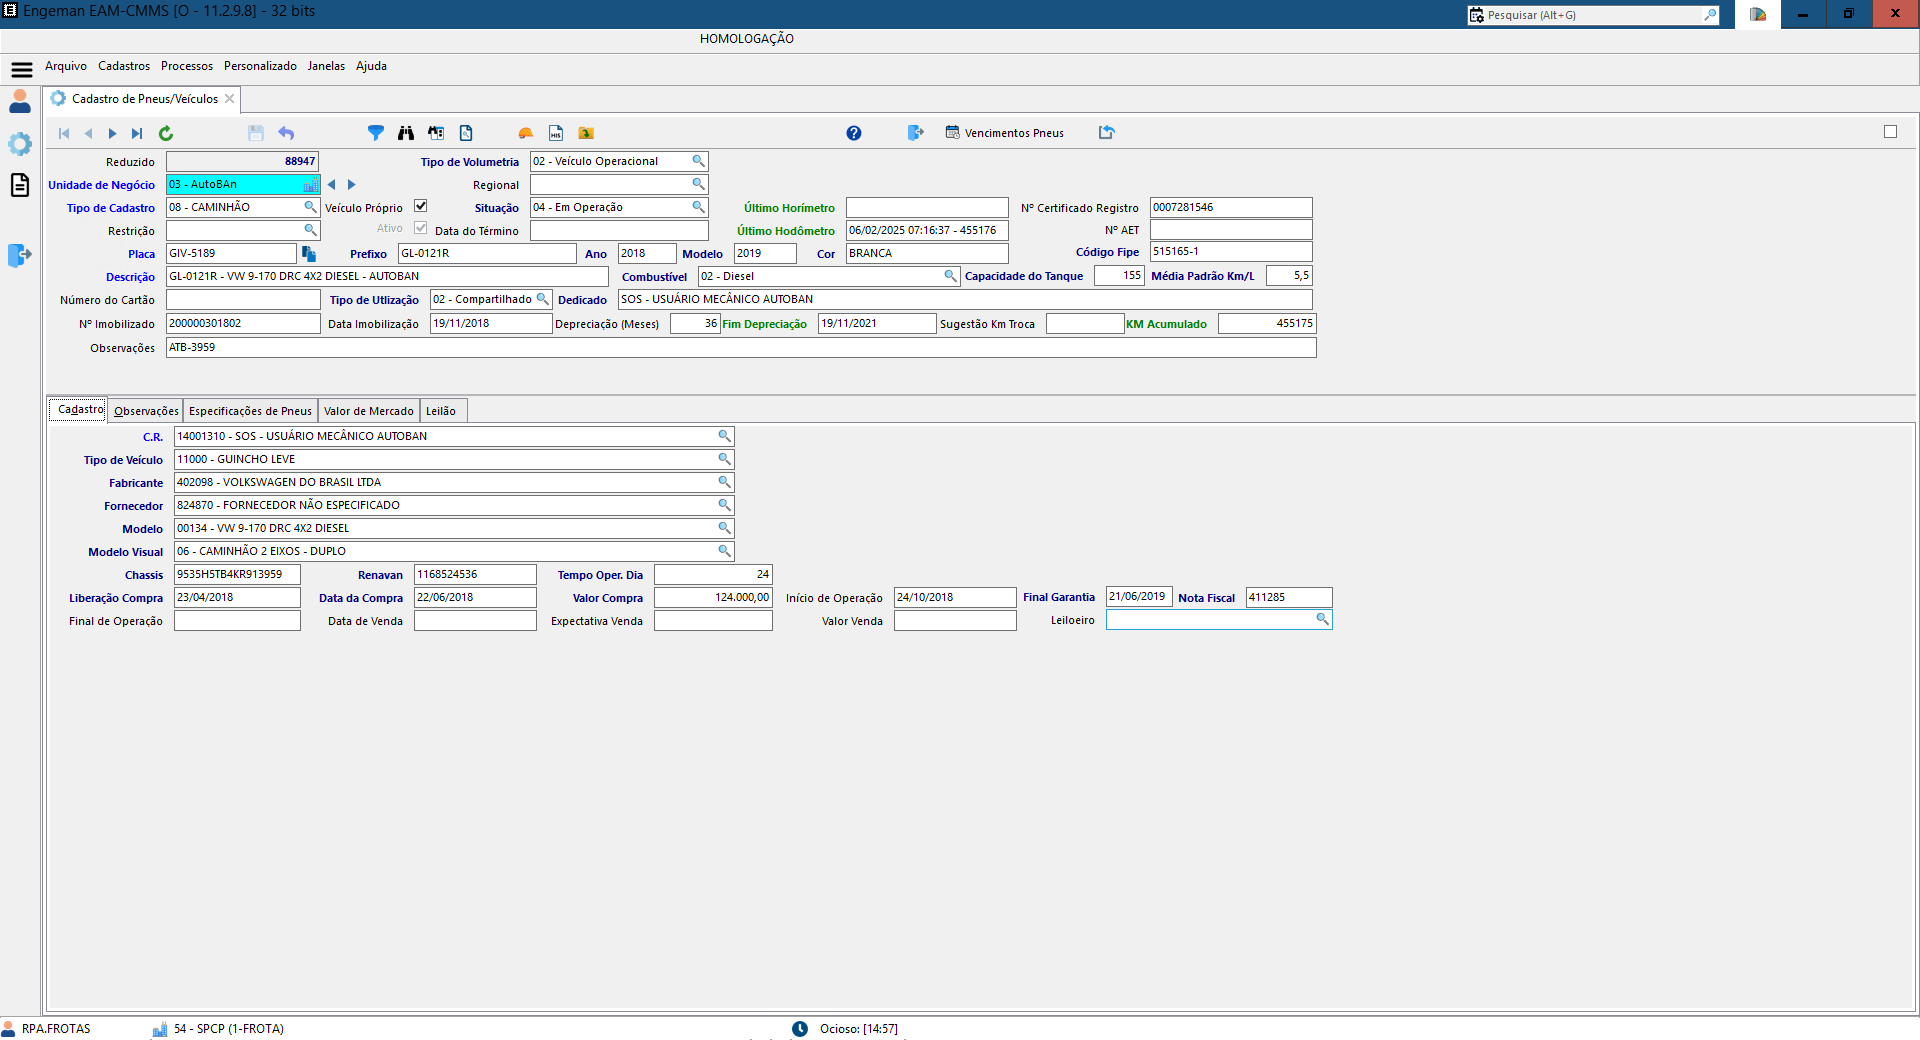 Engeman EAM-CMMS [O - 11.2.9.8] - 32 bits
Pesquisar (Alt+G)
HOMOLOGAÇÃO
Arquivo Cadastros Processos Personalizado Janelas Ajuda
Cadastro de Pneus/Veículos
HIS Vencimentos Pneus
Reduzido 88947 Tipo de Volumetria 02 - Veículo Operacional
Unidade de Negócio 03 - AutoBAn Regional
Tipo de Cadastro 08 - CAMINHÃO Veículo Próprio Situação 04 - Em Operação Último Horímetro Nº Certificado Registro 0007281546
Restrição Ativo Data do Término Último Hodômetro 06/02/2025 07:16:37 - 455176 Nº AET
Placa GIV-5189 Prefixo GL-0121R Ano 2018 Modelo 2019 Cor BRANCA Código Fipe 515165-1
Descrição GL-0121R - VW 9-170 DRC 4X2 DIESEL - AUTOBAN Combustível 02 - Diesel Capacidade do Tanque 155 Média Padrão Km/L 5,5
Número do Cartão Tipo de Utlização 02 - Compartilhado Dedicado SOS - USUÁRIO MECÂNICO AUTOBAN
Nº Imobilizado 200000301802 Data Imobilização 19/11/2018 Depreciação (Meses) 36 Fim Depreciação 19/11/2021 Sugestão Km Troca KM Acumulado 455175
Observações ATB-3959
Cadastro Observações Especificações de Pneus Valor de Mercado Leilão
C.R. 14001310 - SOS - USUÁRIO MECÂNICO AUTOBAN
Tipo de Veículo 11000 - GUINCHO LEVE
Fabricante 402098 - VOLKSWAGEN DO BRASIL LTDA
Fornecedor 824870 - FORNECEDOR NÃO ESPECIFICADO
Modelo 00134 - VW 9-170 DRC 4X2 DIESEL
Modelo Visual 06 - CAMINHÃO 2 EIXOS - DUPLO
Chassis 9535H5TB4KR913959 Renavan 1168524536 Tempo Oper. Dia 24
Liberação Compra 23/04/2018 Data da Compra 22/06/2018 Valor Compra 124.000,00 Início de Operação 24/10/2018 Final Garantia 21/06/2019 Nota Fiscal 411285
Final de Operação Data de Venda Expectativa Venda Valor Venda Leiloeiro
RPA.FROTAS 54 - SPCP (1-FROTA) Ocioso: [14:57]